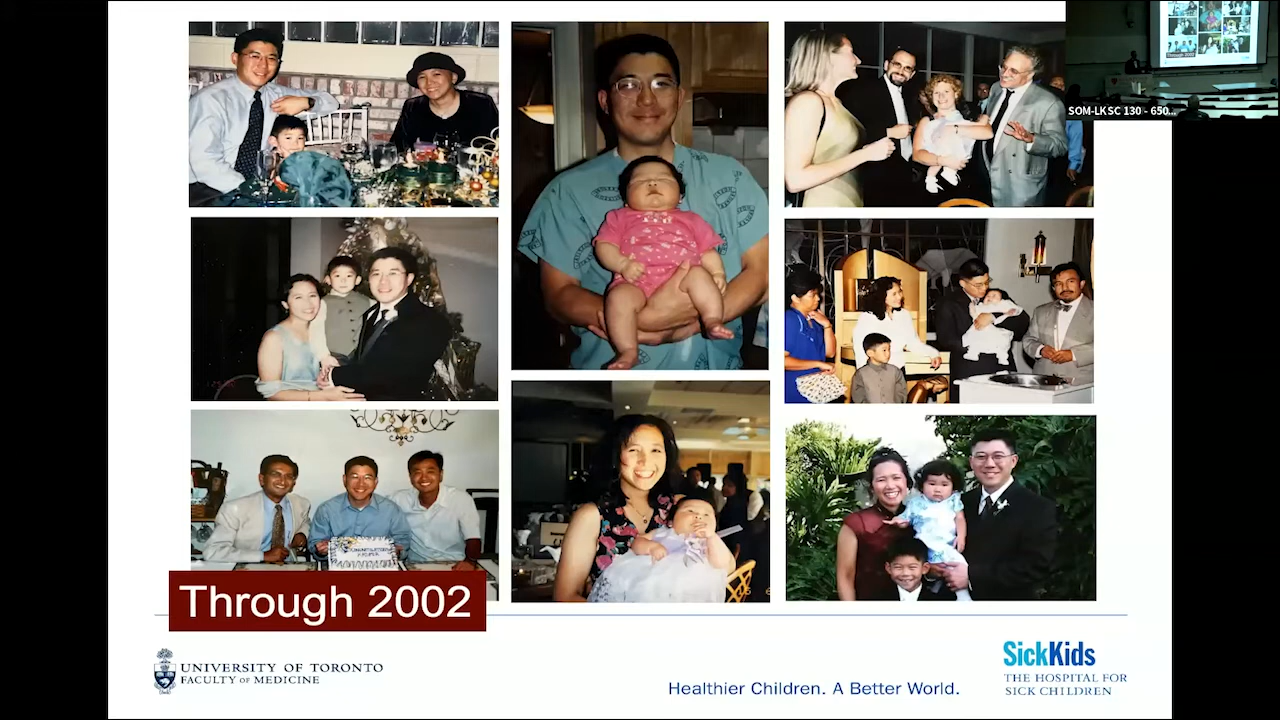 SOM-LKSC 130 - 650...
Through 2002
UNIVERSITY OF TORONTO
FACULTY OF MEDICINE
Healthier Children. A Better World.
SickKids
THE HOSPITAL FOR
SICK CHILDREN